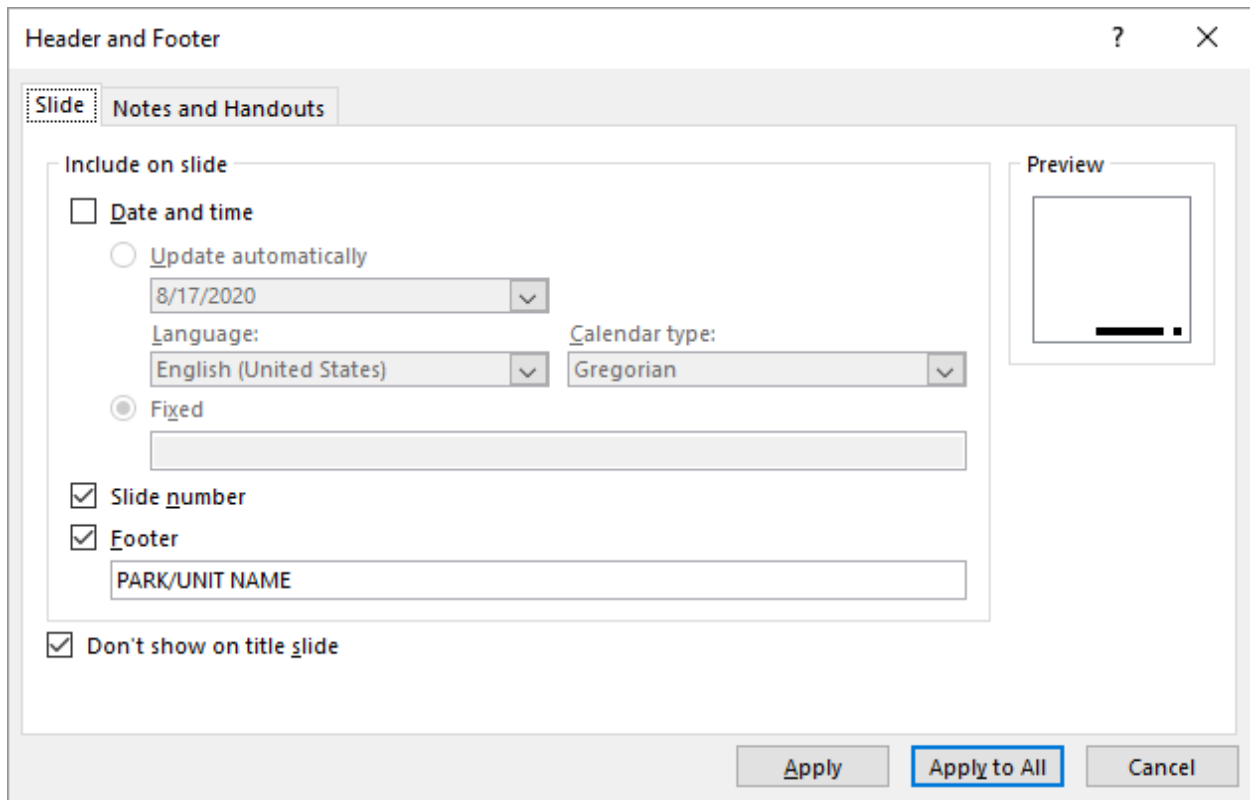 Header and Footer ?
Slide Notes and Handouts
Include on slide Preview
Date and time
Update automatically
8/17/2020
Language: Calendar type:
English (United States) Gregorian
Fixed
Slide number
Footer
PARK/UNIT NAME
Don't show on title slide
Apply Apply to All Cancel